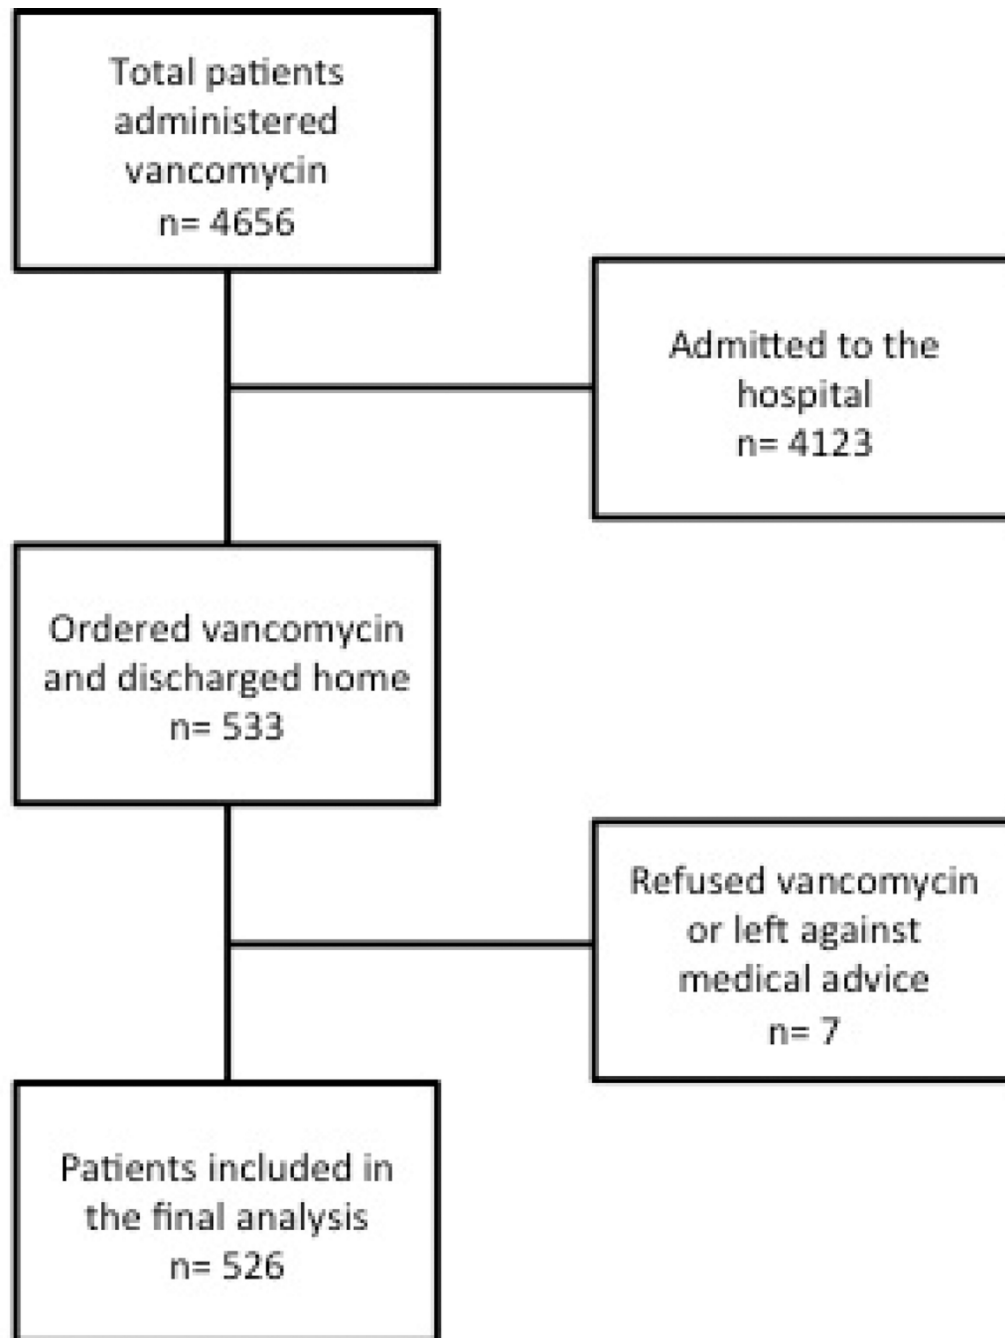 Total patients
administered
vancomycin
n= 4656
Admitted to the
hospital
n= 4123
Ordered vancomycin
and discharged home
n= 533
Refused vancomycin
or left against
medical advice
n= 7
Patients included in
the final analysis
n= 526